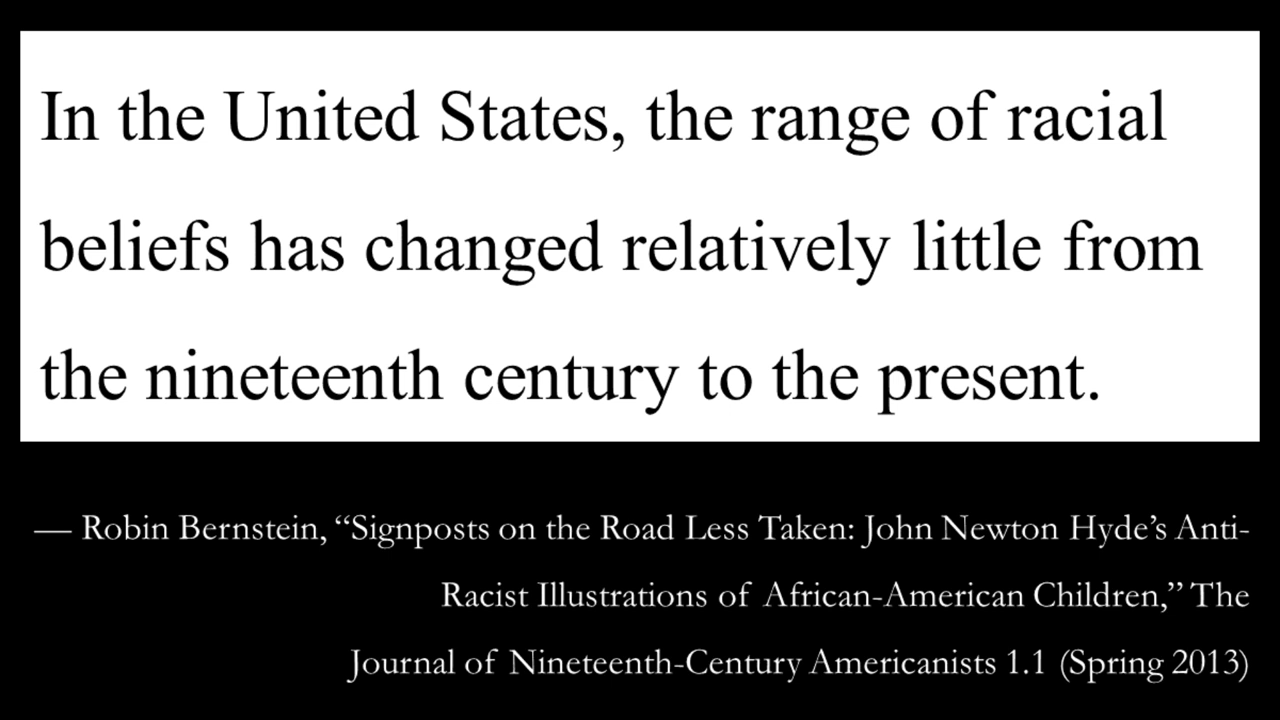 In the United States, the range of racial
beliefs has changed relatively little from
the nineteenth century to the present.
— Robin Bernstein, “Signposts on the Road Less Taken: John Newton Hyde’s Anti-
Racist Illustrations of African-American Children,” The
Journal of Nineteenth-Century Americanists 1.1 (Spring 2013)